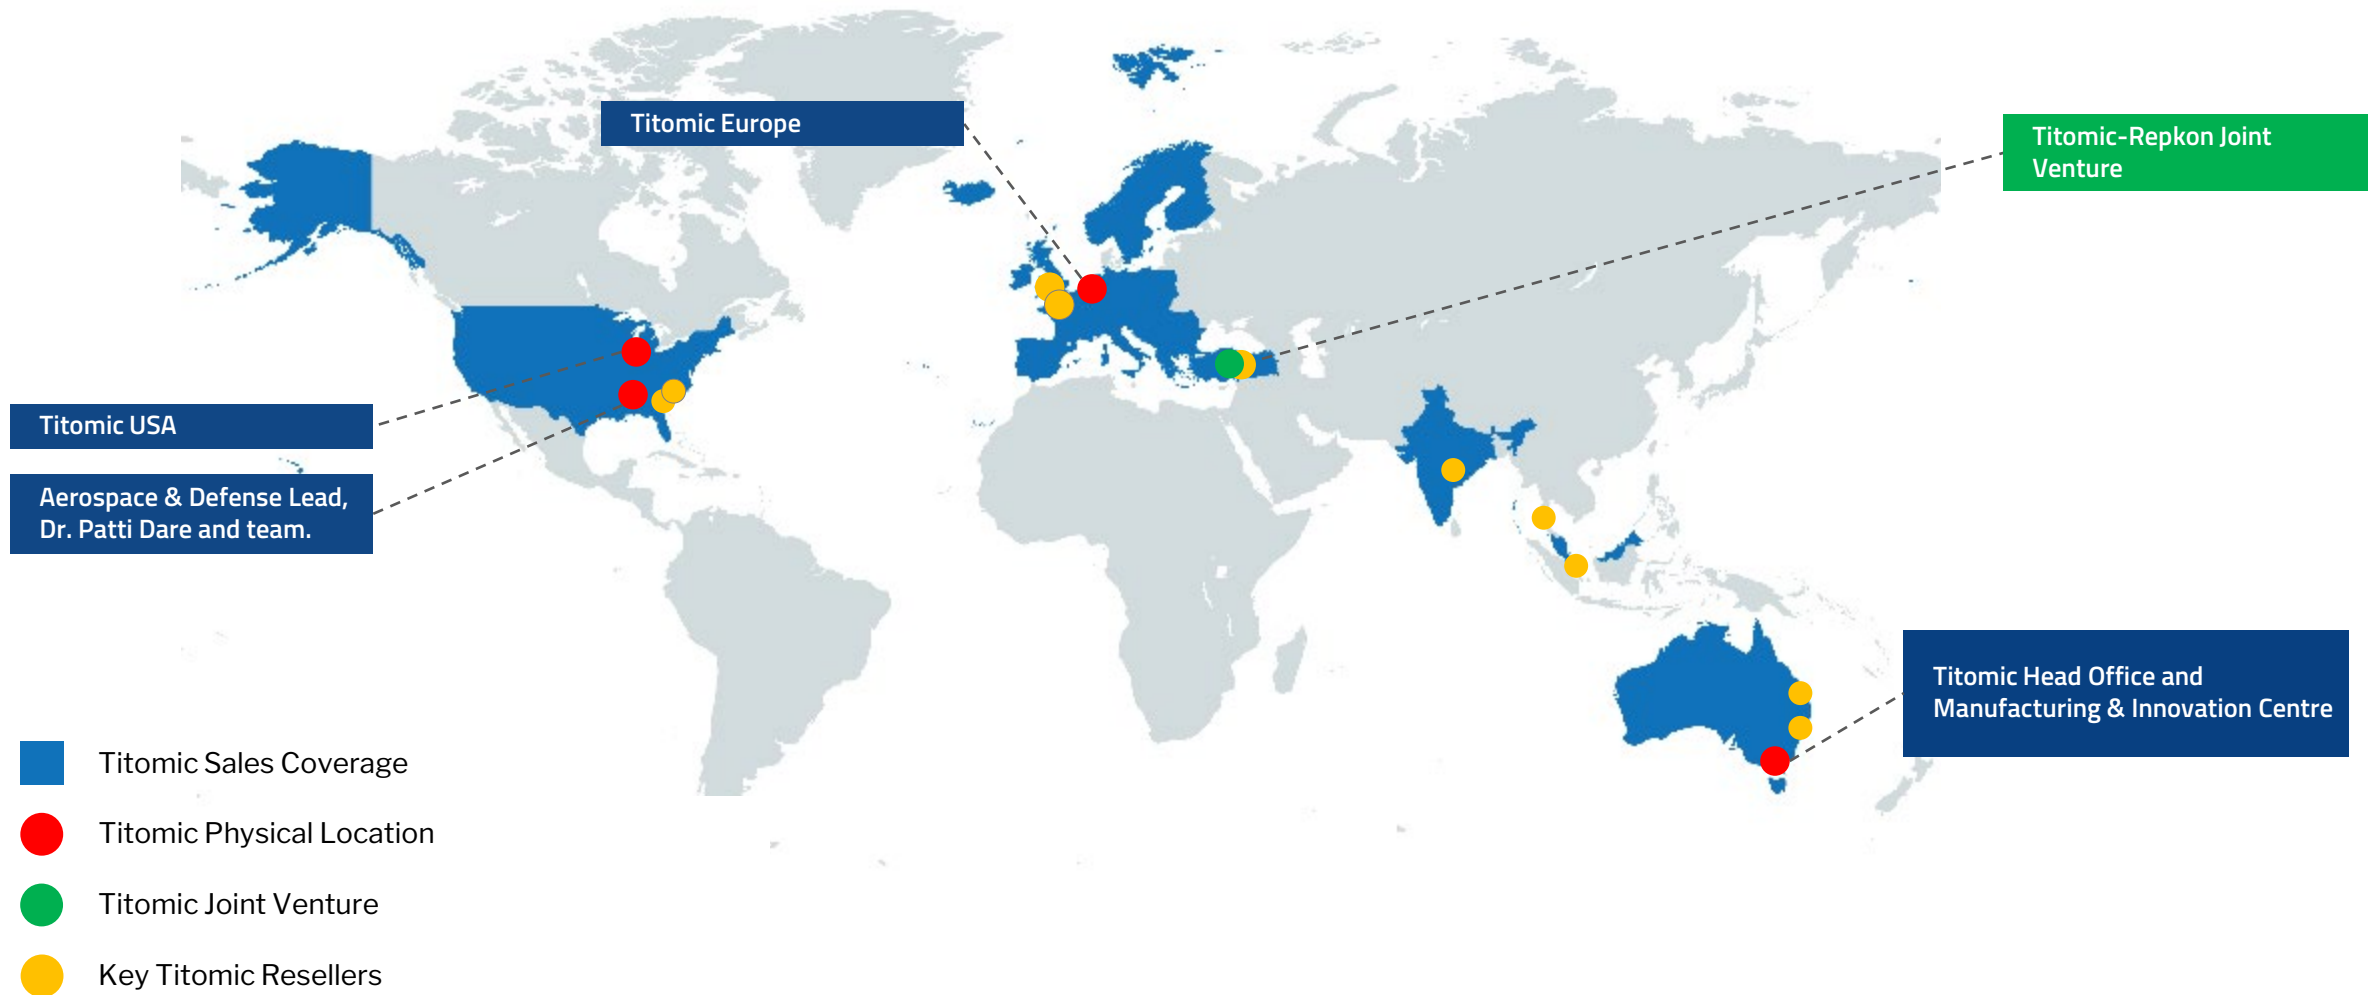 Titomic Europe
Titomic-Repkon Joint
Venture
Titomic USA
Aerospace & Defense Lead,
Dr. Patti Dare and team.
Titomic Head Office and
Manufacturing & Innovation Centre
Titomic Sales Coverage
Titomic Physical Location
Titomic Joint Venture
Key Titomic Resellers